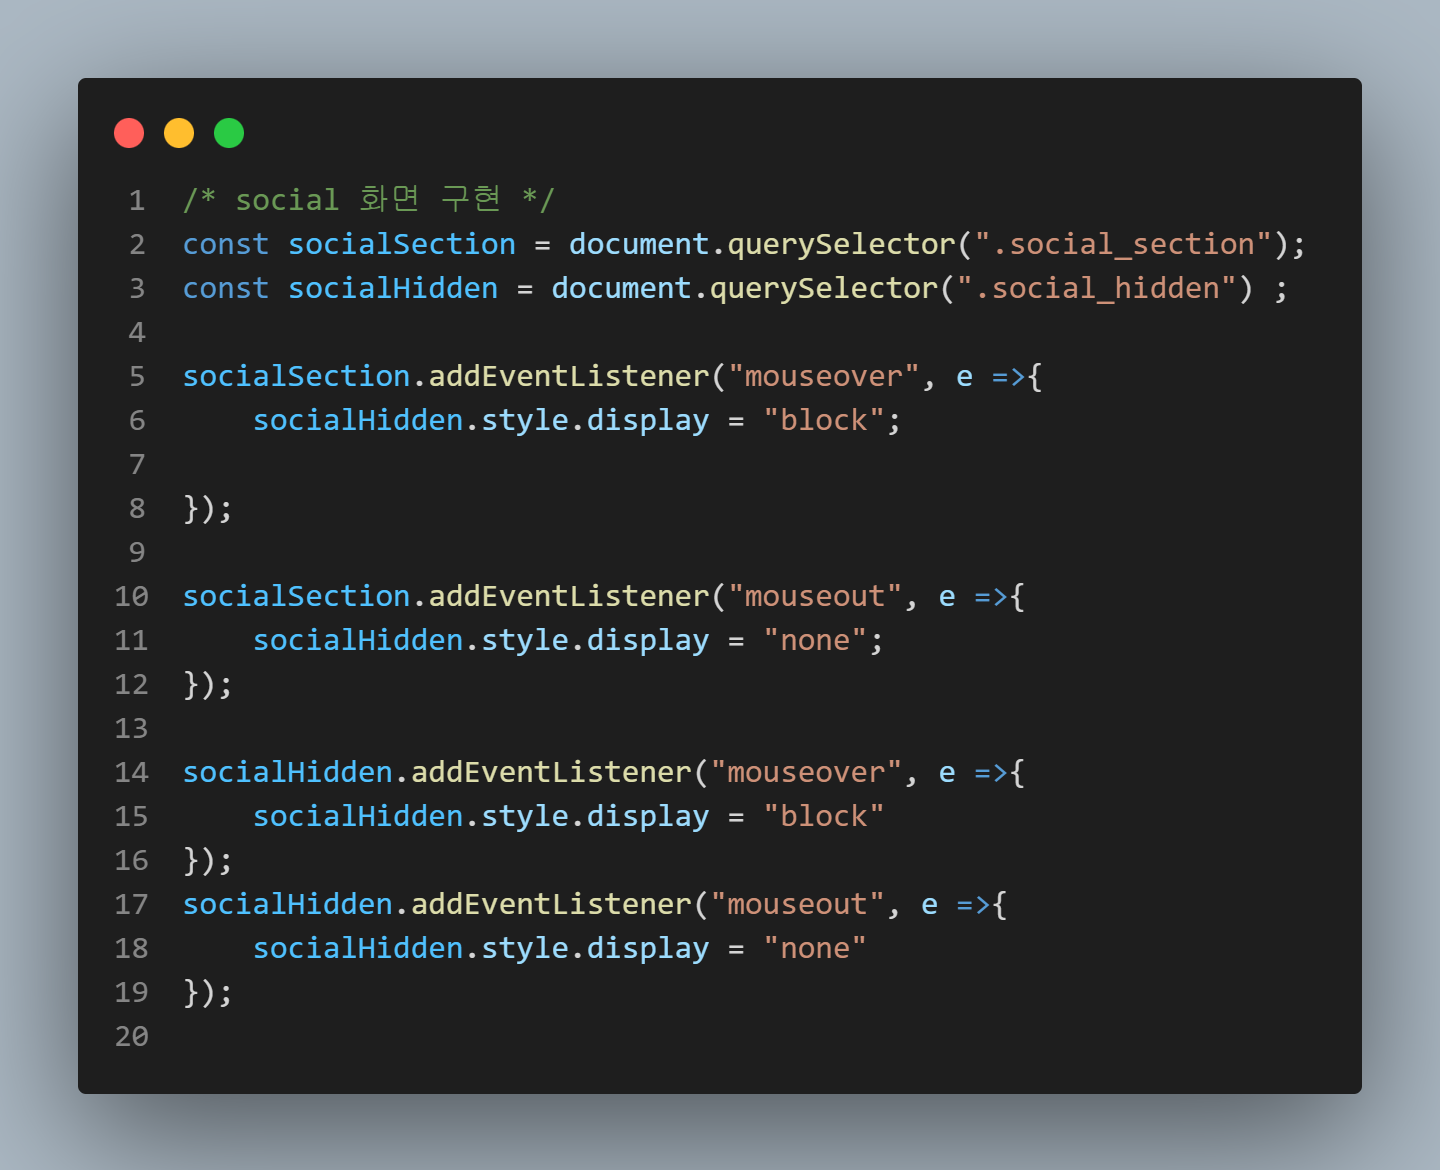 1 /* social 화면 구현 */
2 const socialSection = document.querySelector(".social_section");
3 const socialHidden = document.querySelector(".social_hidden") ;
4
5 socialSection.addEventListener("mouseover", e =>{
6     socialHidden.style.display = "block";
7
8 });
9
10 socialSection.addEventListener("mouseout", e =>{
11     socialHidden.style.display = "none";
12 });
13
14 socialHidden.addEventListener("mouseover", e =>{
15     socialHidden.style.display = "block"
16 });
17 socialHidden.addEventListener("mouseout", e =>{
18     socialHidden.style.display = "none"
19 });
20